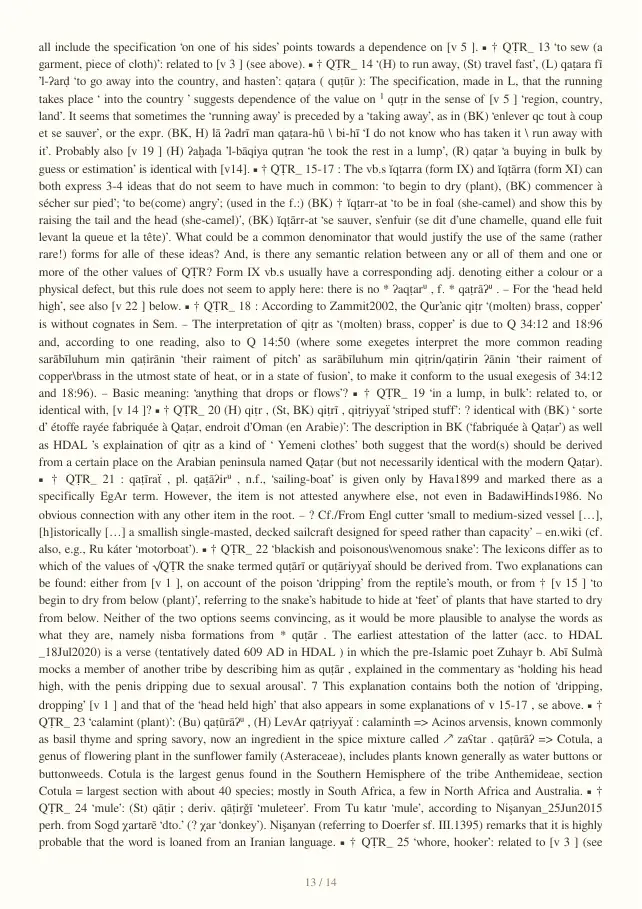 all include the specification ‘on one of his sides’ points towards a dependence on [v 5 ]. ▪ † QṬR_ 13 ‘to sew (a
garment, piece of cloth)’: related to [v 3 ] (see above). ▪ † QṬR_ 14 ‘(H) to run away, (St) travel fast’, (L) qaṭara fī
’l-ʔarḍ ‘to go away into the country, and hasten’: qaṭara ( quṭūr ): The specification, made in L, that the running
takes place ‘ into the country ’ suggests dependence of the value on ¹ quṭr in the sense of [v 5 ] ‘region, country,
land’. It seems that sometimes the ‘running away’ is preceded by a ‘taking away’, as in (BK) ‘enlever qc tout à coup
et se sauver’, or the expr. (BK, H) lā ʔadrī man qaṭara-hū \ bi-hī ‘I do not know who has taken it \ run away with
it’. Probably also [v 19 ] (H) ʔaḫaḏa ’l-bāqiya quṭran ‘he took the rest in a lump’, (R) qaṭar ‘a buying in bulk by
guess or estimation’ is identical with [v14]. ▪ † QṬR_ 15-17 : The vb.s ĭqṭarra (form IX) and ĭqṭārra (form XI) can
both express 3-4 ideas that do not seem to have much in common: ‘to begin to dry (plant), (BK) commencer à
sécher sur pied’; ‘to be(come) angry’; (used in the f.:) (BK) † ĭqṭarr-at ‘to be in foal (she-camel) and show this by
raising the tail and the head (she-camel)’, (BK) ĭqṭārr-at ‘se sauver, s’enfuir (se dit d’une chamelle, quand elle fuit
levant la queue et la tête)’. What could be a common denominator that would justify the use of the same (rather
rare!) forms for alle of these ideas? And, is there any semantic relation between any or all of them and one or
more of the other values of QṬR? Form IX vb.s usually have a corresponding adj. denoting either a colour or a
physical defect, but this rule does not seem to apply here: there is no * ʔaqṭarᵘ , f. * qaṭrāʔᵘ . – For the ‘head held
high’, see also [v 22 ] below. ▪ † QṬR_ 18 : According to Zammit2002, the Qurʾanic qiṭr ‘(molten) brass, copper’
is without cognates in Sem. – The interpretation of qiṭr as ‘(molten) brass, copper’ is due to Q 34:12 and 18:96
and, according to one reading, also to Q 14:50 (where some exegetes interpret the more common reading
sarābīluhum min qaṭirānin ‘their raiment of pitch’ as sarābīluhum min qiṭrin/qaṭirin ʔānin ‘their raiment of
copper\brass in the utmost state of heat, or in a state of fusion’, to make it conform to the usual exegesis of 34:12
and 18:96). – Basic meaning: ‘anything that drops or flows’? ▪ † QṬR_ 19 ‘in a lump, in bulk’: related to, or
identical with, [v 14 ]? ▪ † QṬR_ 20 (H) qiṭr , (St, BK) qiṭrī , qiṭriyyaẗ ‘striped stuff’: ? identical with (BK) ‘ sorte
d’ étoffe rayée fabriquée à Qaṭar, endroit d’Oman (en Arabie)’: The description in BK (‘fabriquée à Qaṭar’) as well
as HDAL ’s explaination of qiṭr as a kind of ‘ Yemeni clothes’ both suggest that the word(s) should be derived
from a certain place on the Arabian peninsula named Qaṭar (but not necessarily identical with the modern Qaṭar).
▪ † QṬR_ 21 : qaṭīraẗ , pl. qaṭāʔirᵘ , n.f., ‘sailing-boat’ is given only by Hava1899 and marked there as a
specifically EgAr term. However, the item is not attested anywhere else, not even in BadawiHinds1986. No
obvious connection with any other item in the root. – ? Cf./From Engl cutter ‘small to medium-sized vessel […],
[h]istorically […] a smallish single-masted, decked sailcraft designed for speed rather than capacity’ – en.wiki (cf.
also, e.g., Ru káter ‘motorboat’). ▪ † QṬR_ 22 ‘blackish and poisonous\venomous snake’: The lexicons differ as to
which of the values of √QṬR the snake termed quṭārī or quṭāriyyaẗ should be derived from. Two explanations can
be found: either from [v 1 ], on account of the poison ‘dripping’ from the reptile’s mouth, or from † [v 15 ] ‘to
begin to dry from below (plant)’, referring to the snake’s habitude to hide at ‘feet’ of plants that have started to dry
from below. Neither of the two options seems convincing, as it would be more plausible to analyse the words as
what they are, namely nisba formations from * quṭār . The earliest attestation of the latter (acc. to HDAL
_18Jul2020) is a verse (tentatively dated 609 AD in HDAL ) in which the pre-Islamic poet Zuhayr b. Abī Sulmà
mocks a member of another tribe by describing him as quṭār , explained in the commentary as ‘holding his head
high, with the penis dripping due to sexual arousal’. 7 This explanation contains both the notion of ‘dripping,
dropping’ [v 1 ] and that of the ‘head held high’ that also appears in some explanations of v 15-17 , se above. ▪ †
QṬR_ 23 ‘calamint (plant)’: (Bu) qaṭūrāʔᵘ , (H) LevAr qaṭriyyaẗ : calaminth => Acinos arvensis, known commonly
as basil thyme and spring savory, now an ingredient in the spice mixture called ↗ zaʕtar . qaṭūrāʔ => Cotula, a
genus of flowering plant in the sunflower family (Asteraceae), includes plants known generally as water buttons or
buttonweeds. Cotula is the largest genus found in the Southern Hemisphere of the tribe Anthemideae, section
Cotula = largest section with about 40 species; mostly in South Africa, a few in North Africa and Australia. ▪ †
QṬR_ 24 ‘mule’: (St) qāṭir ; deriv. qāṭirǧī ‘muleteer’. From Tu katır ‘mule’, according to Nişanyan_25Jun2015
perh. from Sogd χartarē ‘dto.’ (? χar ‘donkey’). Nişanyan (referring to Doerfer sf. III.1395) remarks that it is highly
probable that the word is loaned from an Iranian language. ▪ † QṬR_ 25 ‘whore, hooker’: related to [v 3 ] (see
13 / 14